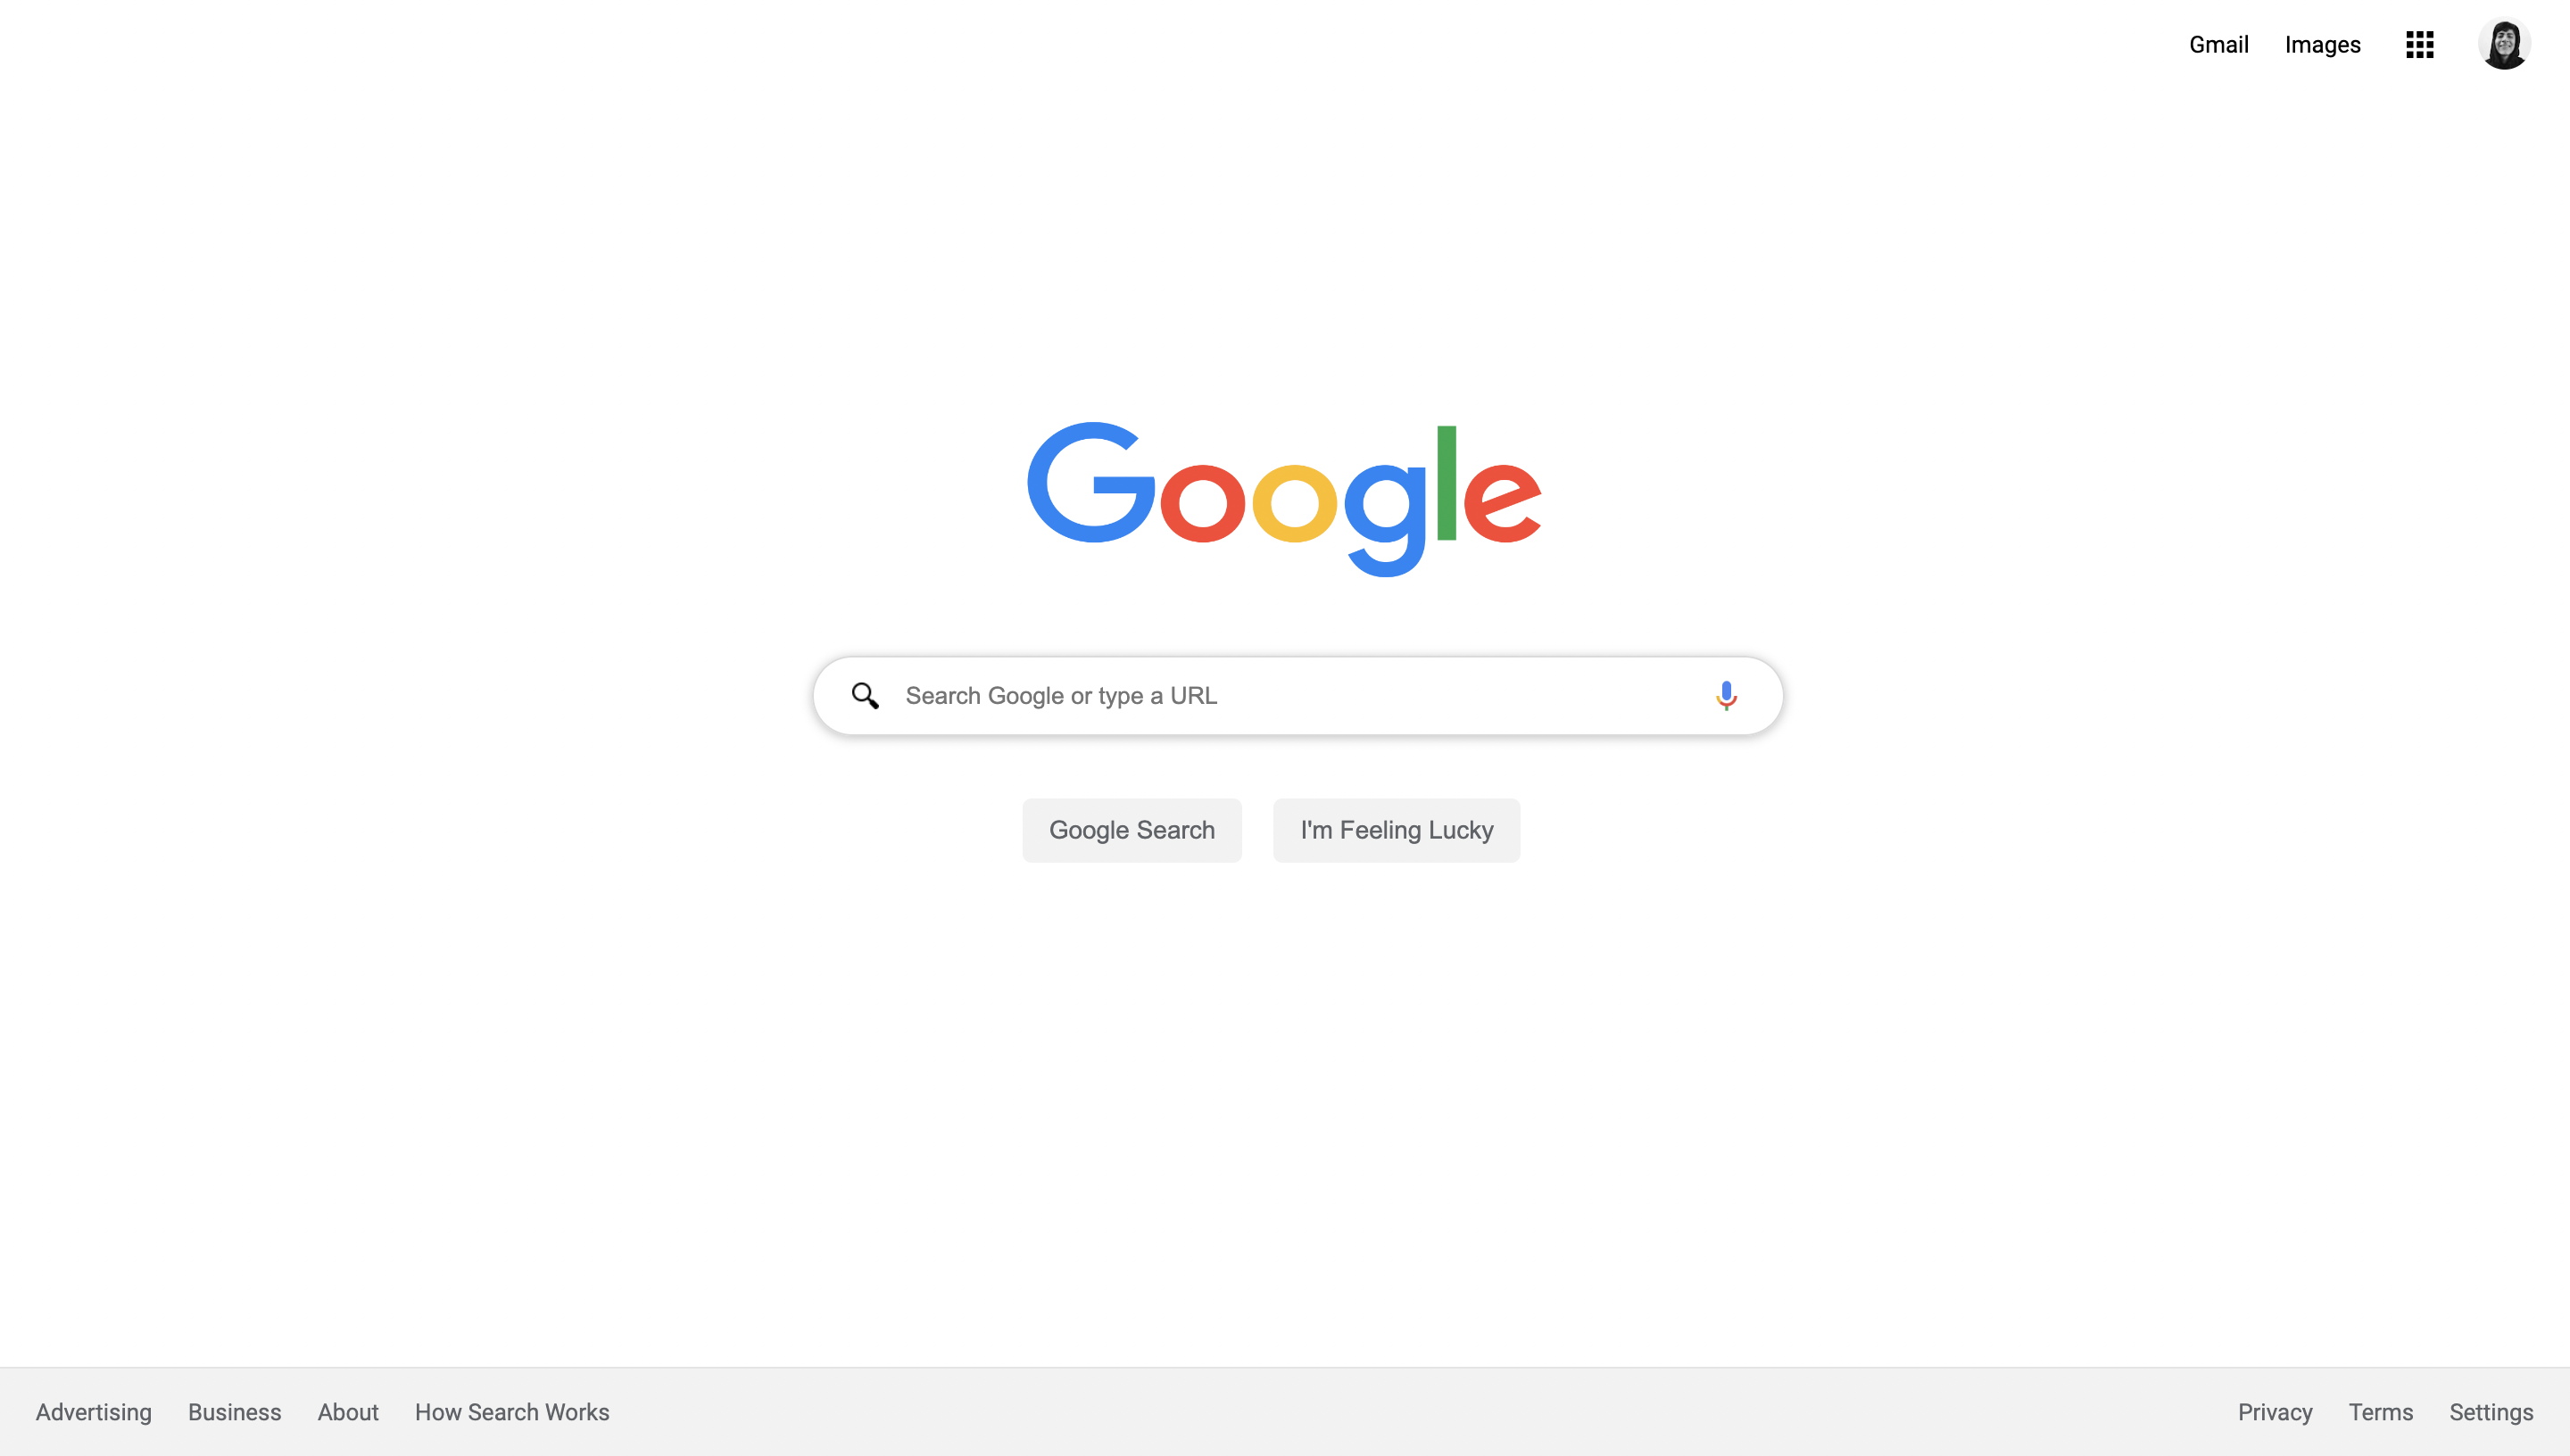 Gmail Images
Google
Search Google or type a URL
Google Search I'm Feeling Lucky
Advertising Business About How Search Works Privacy Terms Settings